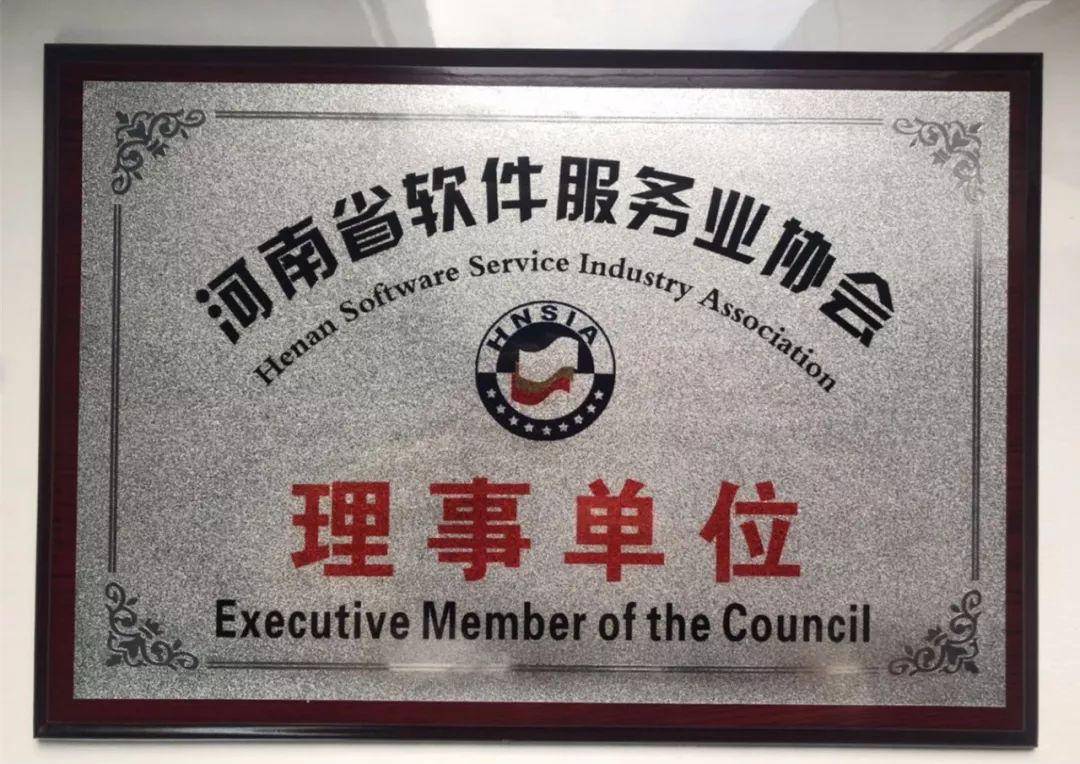 河南省软件服务业协会
Henan Software Service Industry Association
HNSIA
理事单位
Executive Member of the Council